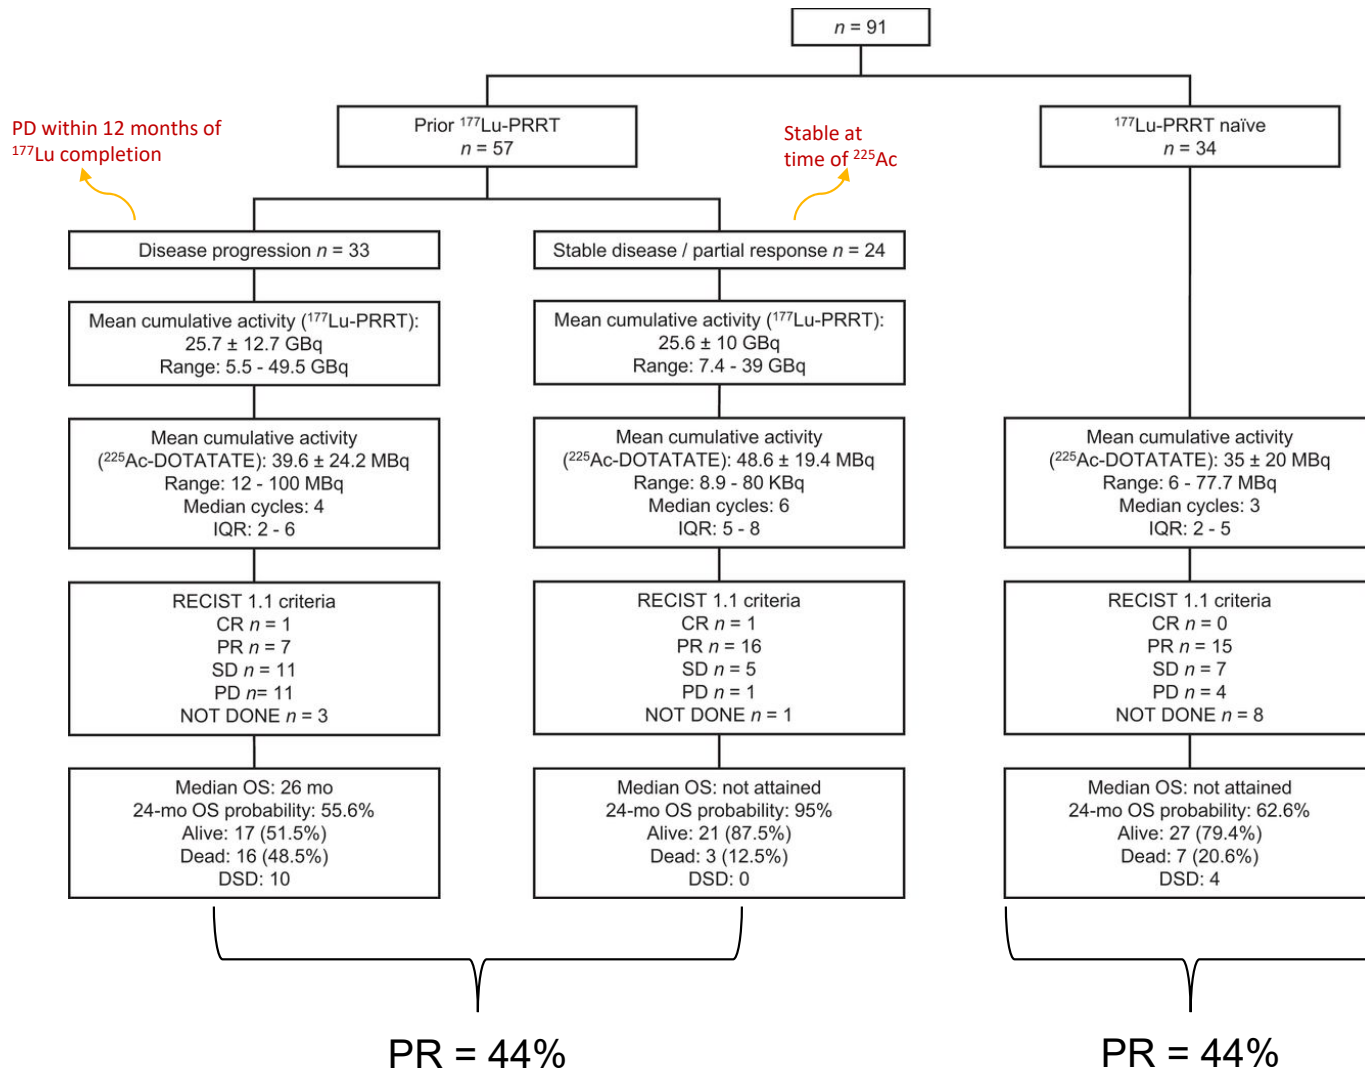 n = 91
Prior ¹⁷⁷Lu-PRRT
n = 57
¹⁷⁷Lu-PRRT naïve
n = 34
PD within 12 months of
¹⁷⁷Lu completion
Stable at
time of ²²⁵Ac
Disease progression n = 33
Stable disease / partial response n = 24
Mean cumulative activity (¹⁷⁷Lu-PRRT):
25.7 ± 12.7 GBq
Range: 5.5 - 49.5 GBq
Mean cumulative activity (¹⁷⁷Lu-PRRT):
25.6 ± 10 GBq
Range: 7.4 - 39 GBq
Mean cumulative activity
(²²⁵Ac-DOTATATE): 39.6 ± 24.2 MBq
Range: 12 - 100 MBq
Median cycles: 4
IQR: 2 - 6
Mean cumulative activity
(²²⁵Ac-DOTATATE): 48.6 ± 19.4 MBq
Range: 8.9 - 80 KBq
Median cycles: 6
IQR: 5 - 8
Mean cumulative activity
(²²⁵Ac-DOTATATE): 35 ± 20 MBq
Range: 6 - 77.7 MBq
Median cycles: 3
IQR: 2 - 5
RECIST 1.1 criteria
CR n = 1
PR n = 7
SD n = 11
PD n= 11
NOT DONE n = 3
RECIST 1.1 criteria
CR n = 1
PR n = 16
SD n = 5
PD n = 1
NOT DONE n = 1
RECIST 1.1 criteria
CR n = 0
PR n = 15
SD n = 7
PD n = 4
NOT DONE n = 8
Median OS: 26 mo
24-mo OS probability: 55.6%
Alive: 17 (51.5%)
Dead: 16 (48.5%)
DSD: 10
Median OS: not attained
24-mo OS probability: 95%
Alive: 21 (87.5%)
Dead: 3 (12.5%)
DSD: 0
Median OS: not attained
24-mo OS probability: 62.6%
Alive: 27 (79.4%)
Dead: 7 (20.6%)
DSD: 4
PR = 44%
PR = 44%